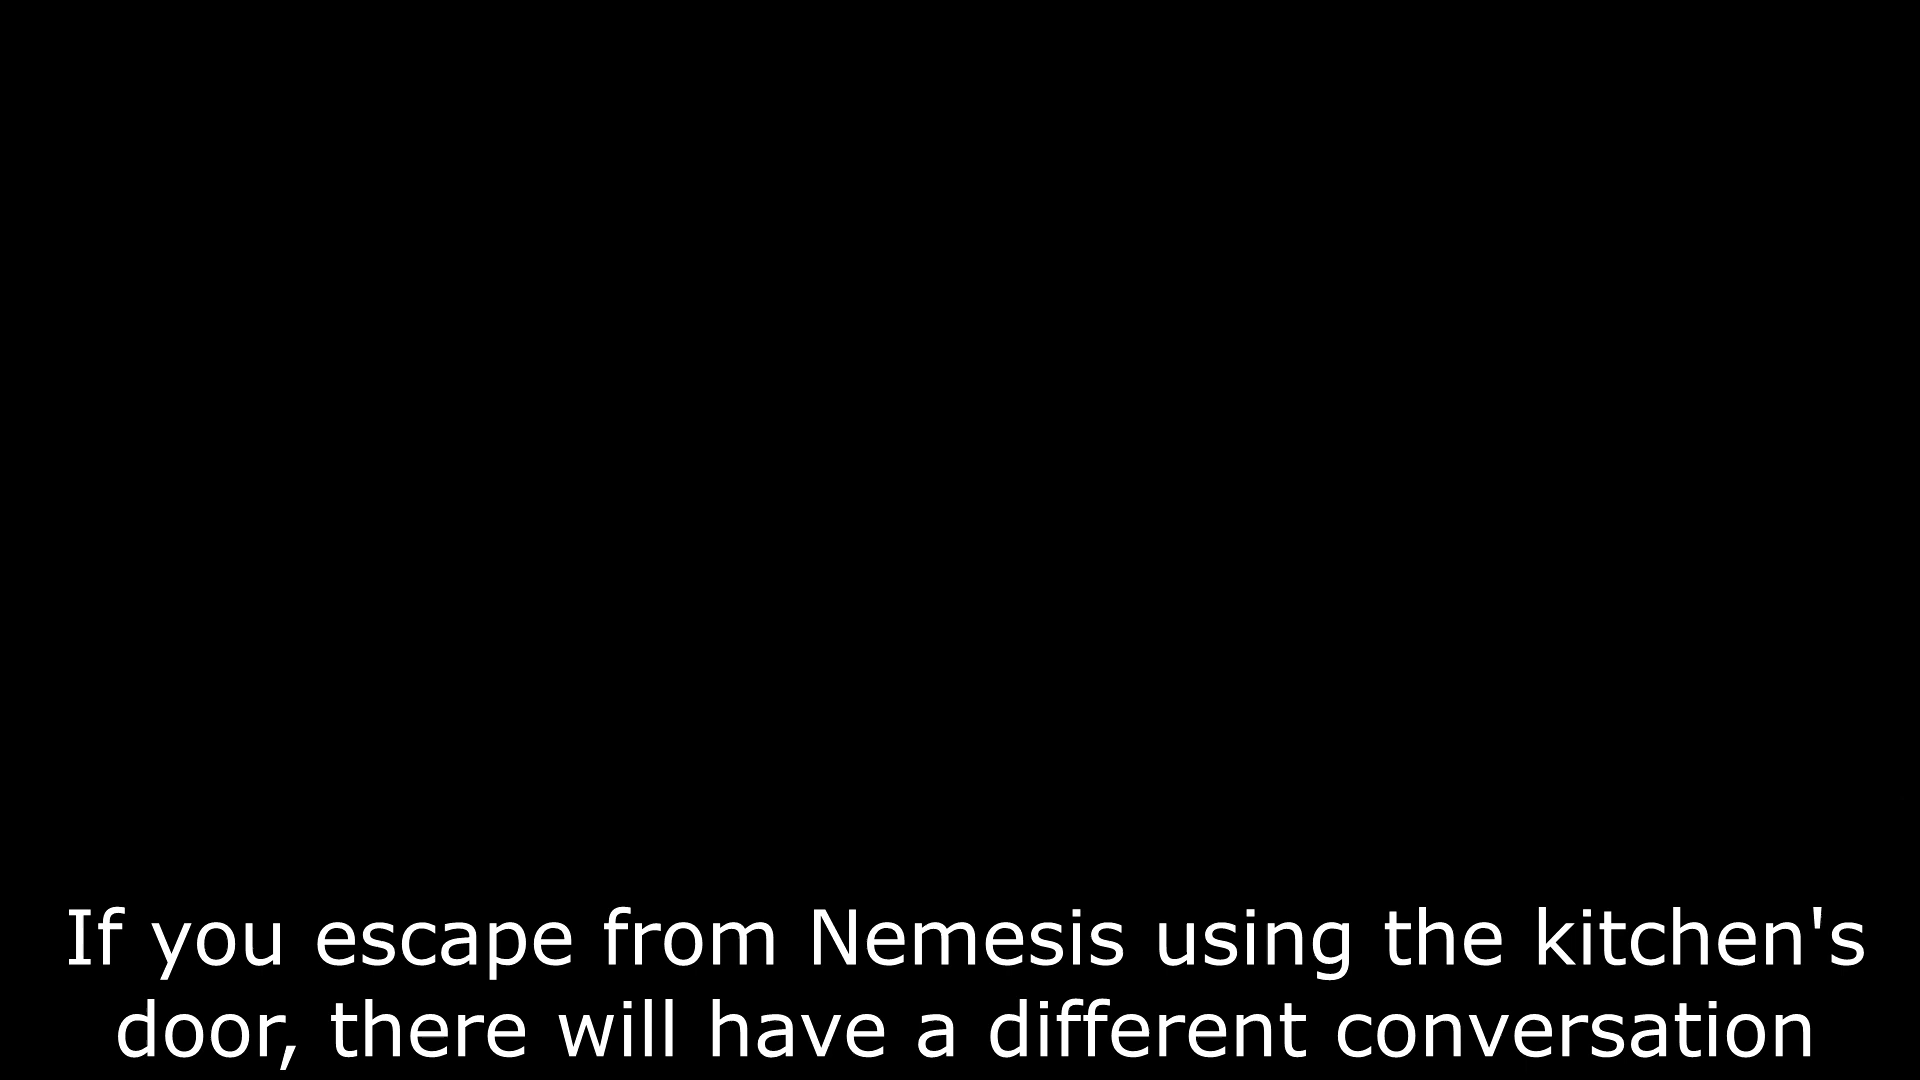 If you escape from Nemesis using the kitchen's
door, there will have a different conversation